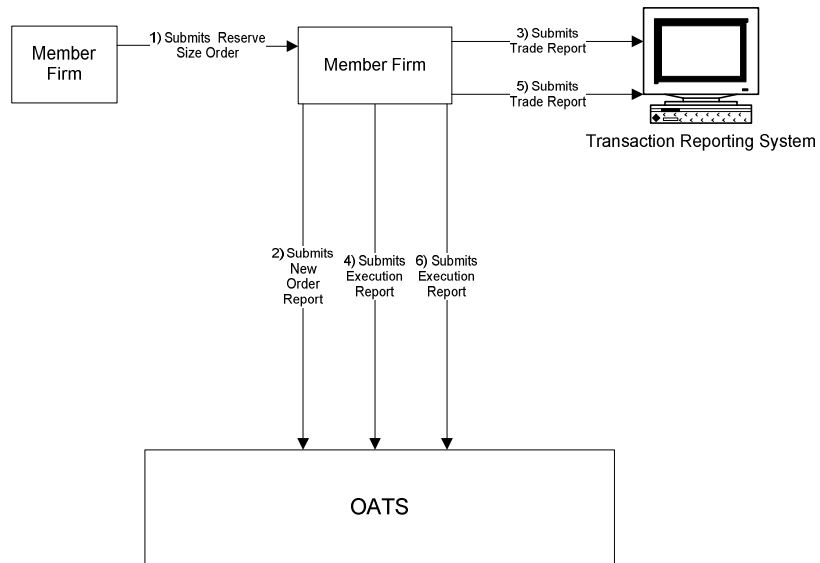 Member
Firm
1) Submits Reserve
Size Order
Member Firm
3) Submits
Trade Report
5) Submits
Trade Report
Transaction Reporting System
2) Submits
New
Order
Report
4) Submits
Execution
Report
6) Submits
Execution
Report
OATS